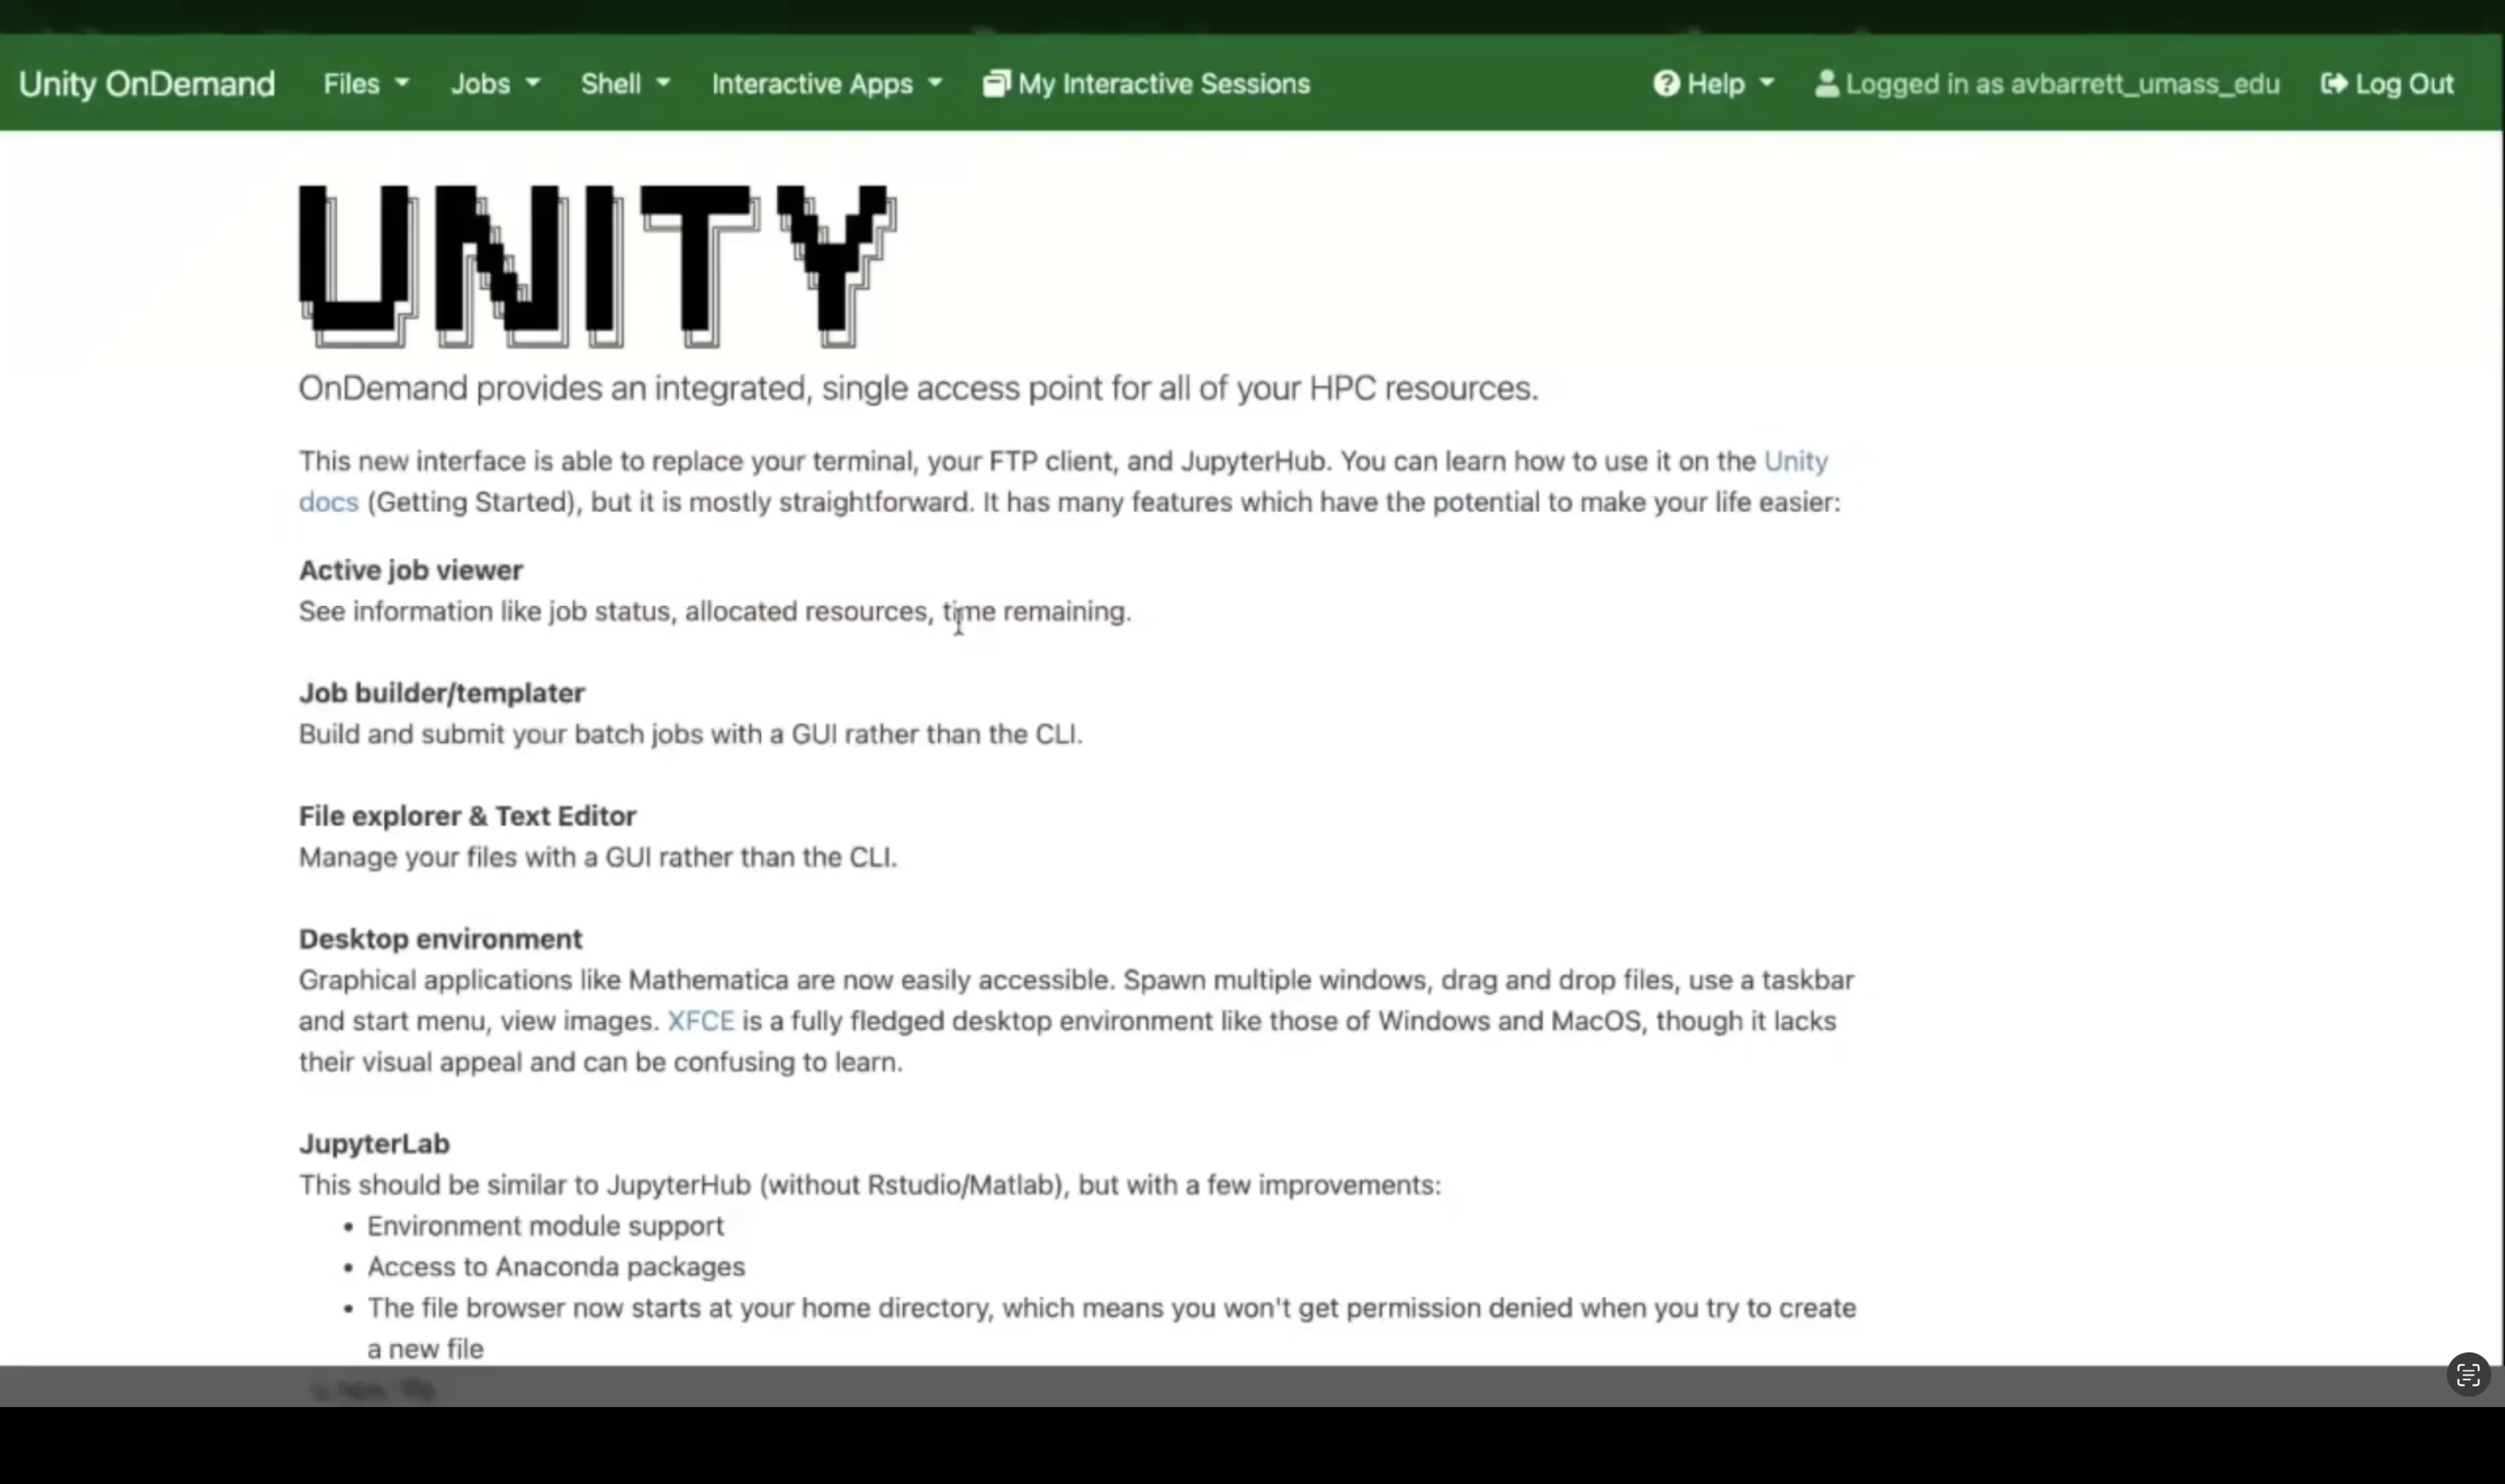 Unity OnDemand Files Jobs Shell Interactive Apps My Interactive Sessions Help Logged in as avbarrett_umass_edu Log Out
UNITY
OnDemand provides an integrated, single access point for all of your HPC resources.
This new interface is able to replace your terminal, your FTP client, and JupyterHub. You can learn how to use it on the Unity
docs (Getting Started), but it is mostly straightforward. It has many features which have the potential to make your life easier:
Active job viewer
See information like job status, allocated resources, time remaining.
Job builder/templater
Build and submit your batch jobs with a GUI rather than the CLI.
File explorer & Text Editor
Manage your files with a GUI rather than the CLI.
Desktop environment
Graphical applications like Mathematica are now easily accessible. Spawn multiple windows, drag and drop files, use a taskbar
and start menu, view images. XFCE is a fully fledged desktop environment like those of Windows and MacOS, though it lacks
their visual appeal and can be confusing to learn.
JupyterLab
This should be similar to JupyterHub (without Rstudio/Matlab), but with a few improvements:
• Environment module support
• Access to Anaconda packages
• The file browser now starts at your home directory, which means you won't get permission denied when you try to create
a new file